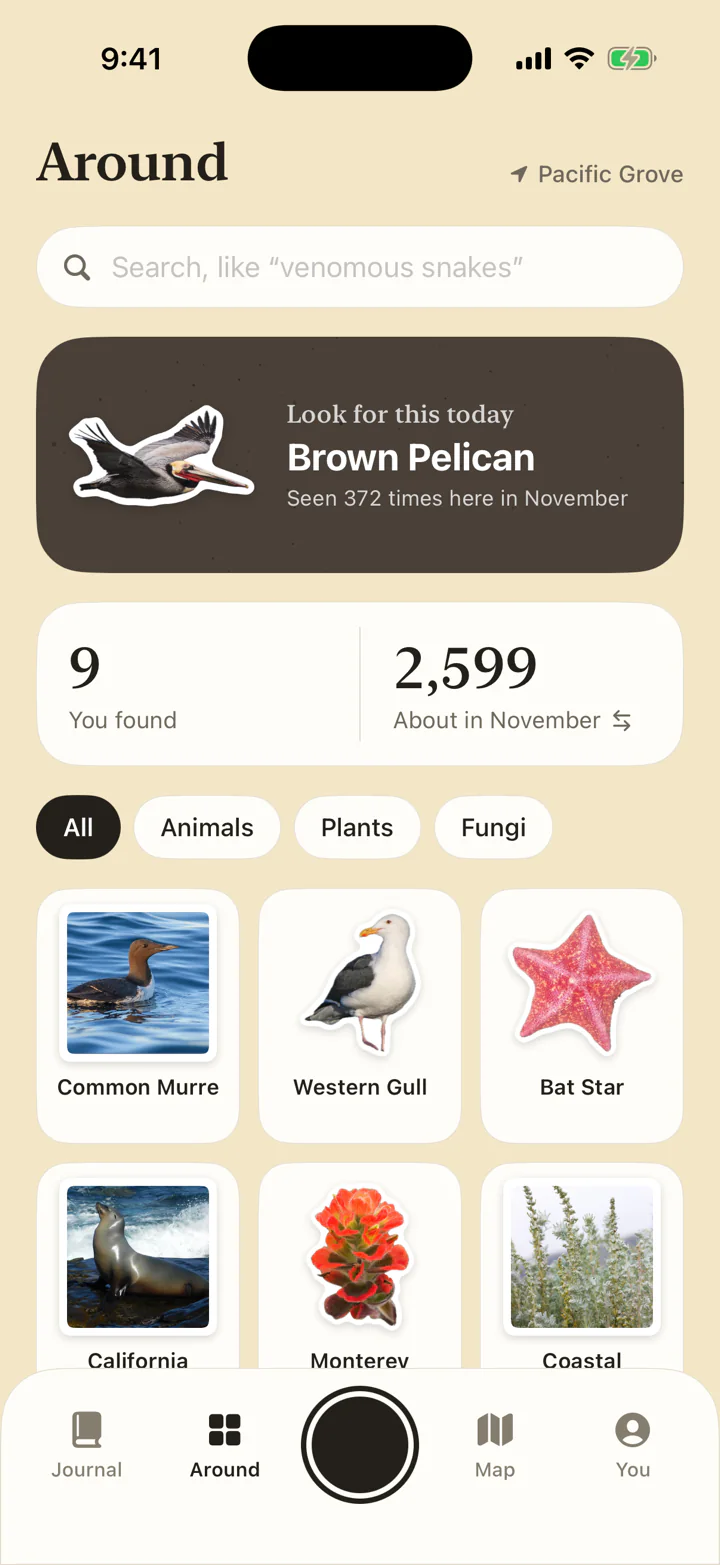 9:41
Around
Pacific Grove
Search, like “venomous snakes”
Look for this today
Brown Pelican
Seen 372 times here in November
9
You found
2,599
About in November
All
Animals
Plants
Fungi
Common Murre
Western Gull
Bat Star
California
Monterey
Coastal
Journal
Around
Map
You